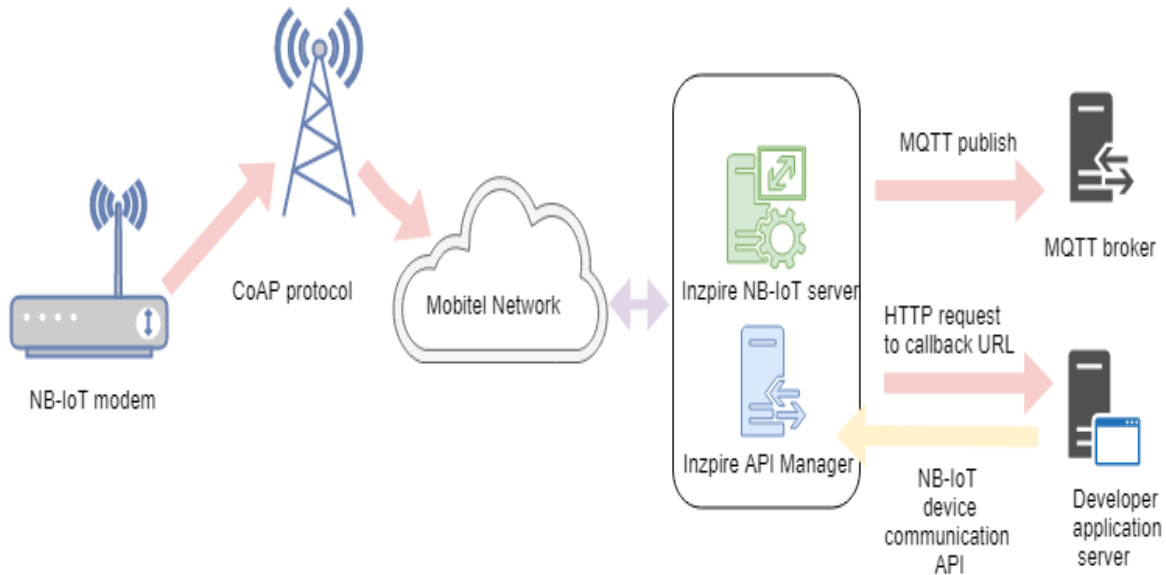 NB-IoT modem
CoAP protocol
Mobitel Network
Inzpire NB-IoT server
Inzpire API Manager
MQTT publish
MQTT broker
HTTP request
to callback URL
NB-IoT
device
communication
API
Developer
application
server